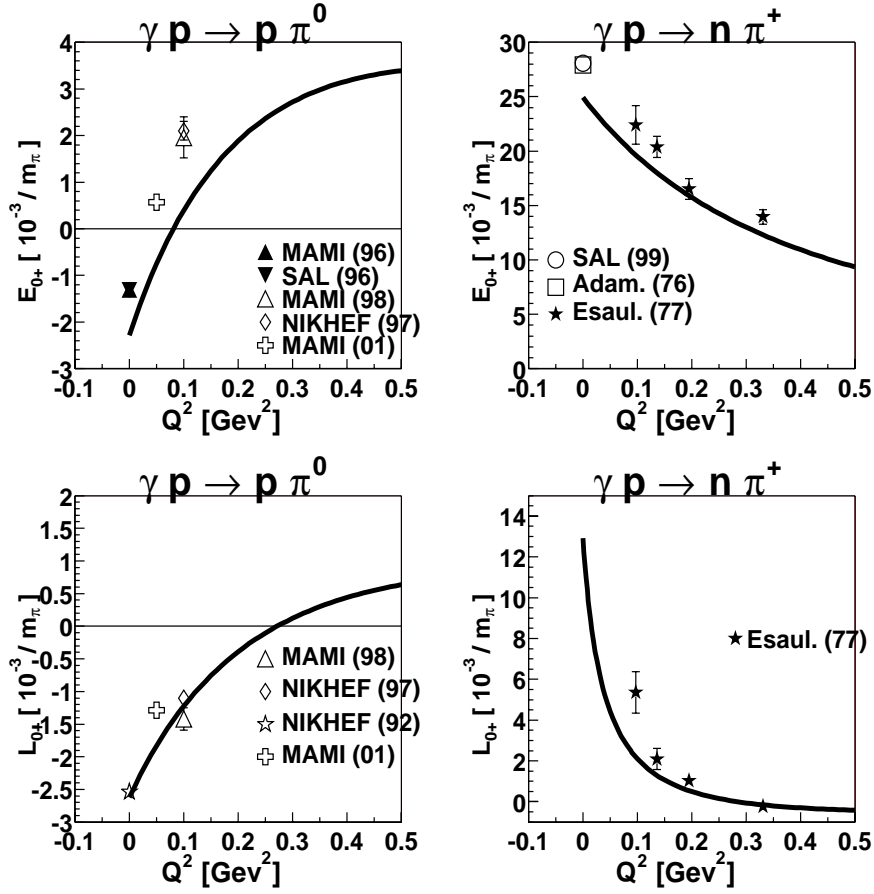 γ p → p π⁰
E₀₊ [ 10⁻³ / mπ ]
4
3
2
1
0
-1
-2
-3
MAMI (96)
SAL (96)
MAMI (98)
NIKHEF (97)
MAMI (01)
-0.1 0 0.1 0.2 0.3 0.4 0.5
Q² [Gev²]
γ p → n π⁺
E₀₊ [ 10⁻³ / mπ ]
30
25
20
15
10
5
0
SAL (99)
Adam. (76)
Esaul. (77)
-0.1 0 0.1 0.2 0.3 0.4 0.5
Q² [Gev²]
γ p → p π⁰
L₀₊ [ 10⁻³ / mπ ]
2
1.5
1
0.5
0
-0.5
-1
-1.5
-2
-2.5
-3
MAMI (98)
NIKHEF (97)
NIKHEF (92)
MAMI (01)
-0.1 0 0.1 0.2 0.3 0.4 0.5
Q² [Gev²]
γ p → n π⁺
L₀₊ [ 10⁻³ / mπ ]
14
12
10
8
6
4
2
0
Esaul. (77)
-0.1 0 0.1 0.2 0.3 0.4 0.5
Q² [Gev²]